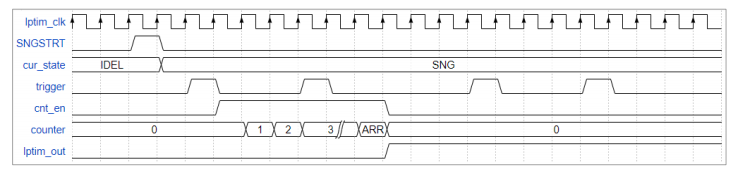 lptim_clk
SNGSTRT
cur_state IDEL SNG
trigger
cnt_en
counter 0 1 2 3 ARR 0
lptim_out